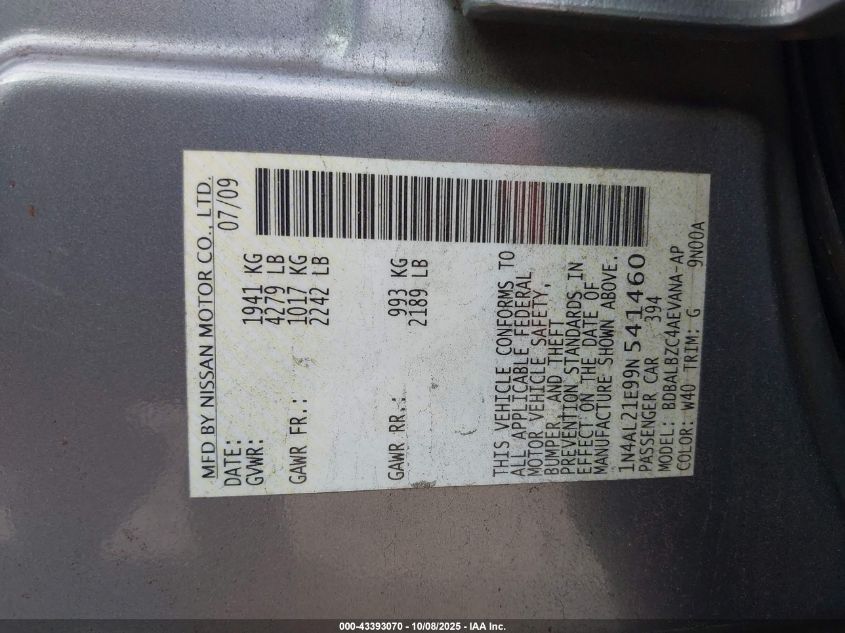 MFD BY NISSAN MOTOR CO., LTD.
DATE: 07/09
GVWR: 1941 KG
4279 LB
GAWR FR.: 1017 KG
2242 LB
GAWR RR.: 993 KG
2189 LB
THIS VEHICLE CONFORMS TO
ALL APPLICABLE FEDERAL
MOTOR VEHICLE SAFETY,
BUMPER, AND THEFT
PREVENTION STANDARDS IN
EFFECT ON THE DATE OF
MANUFACTURE SHOWN ABOVE.
1N4AL21E99N541460
PASSENGER CAR 394
MODEL: BDBALBZC4AEVANA-AP
COLOR: W40 TRIM: G 9N00A
000-43393070 - 10/08/2025 - IAA Inc.